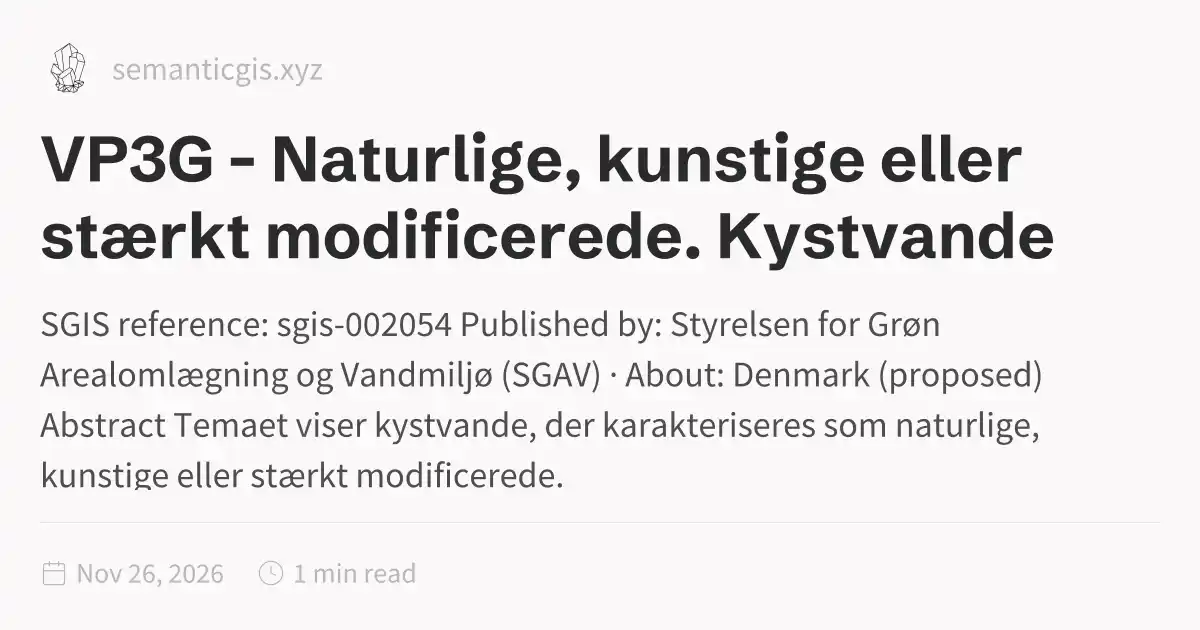 semanticgis.xyz
VP3G - Naturlige, kunstige eller
stærkt modificerede. Kystvande
SGIS reference: sgis-002054 Published by: Styrelsen for Grøn
Arealomlægning og Vandmiljø (SGAV) · About: Denmark (proposed)
Abstract Temaet viser kystvande, der karakteriseres som naturlige,
kunstige eller stærkt modificerede.
Nov 26, 2026 1 min read